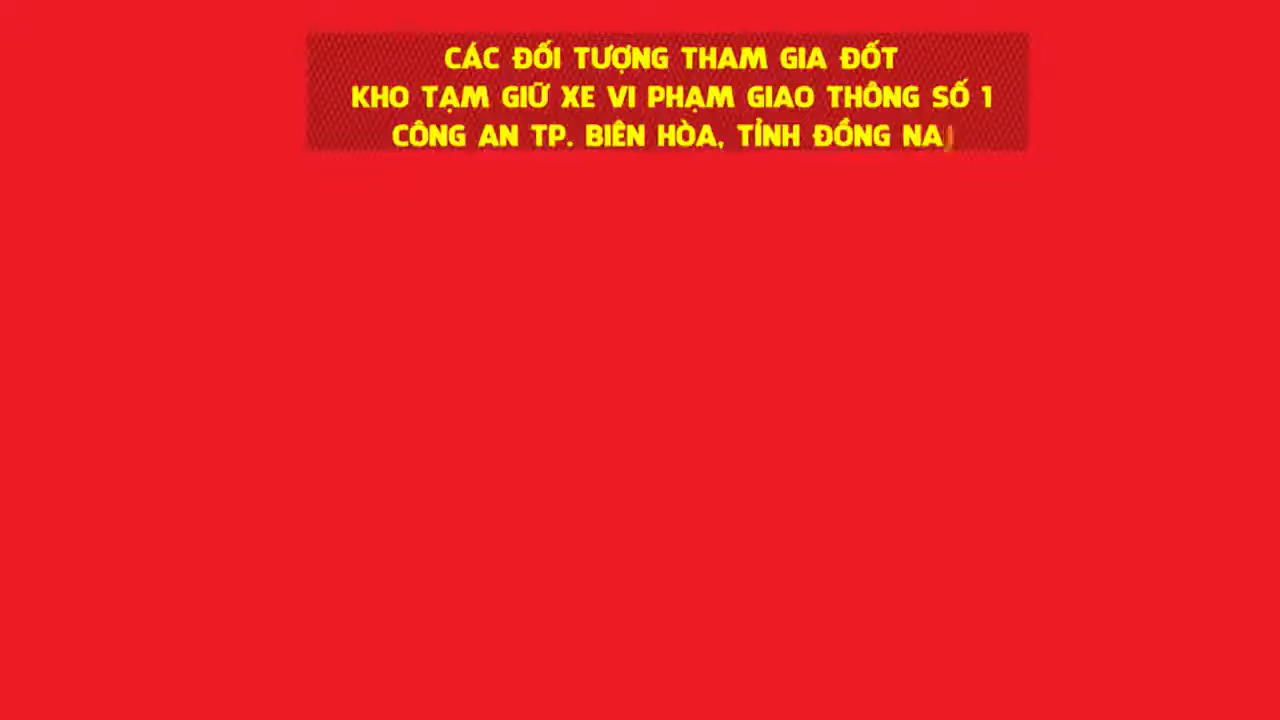 CÁC ĐỐI TƯỢNG THAM GIA ĐỐT
KHO TẠM GIỮ XE VI PHẠM GIAO THÔNG SỐ 1
CÔNG AN TP. BIÊN HÒA, TỈNH ĐỒNG NA